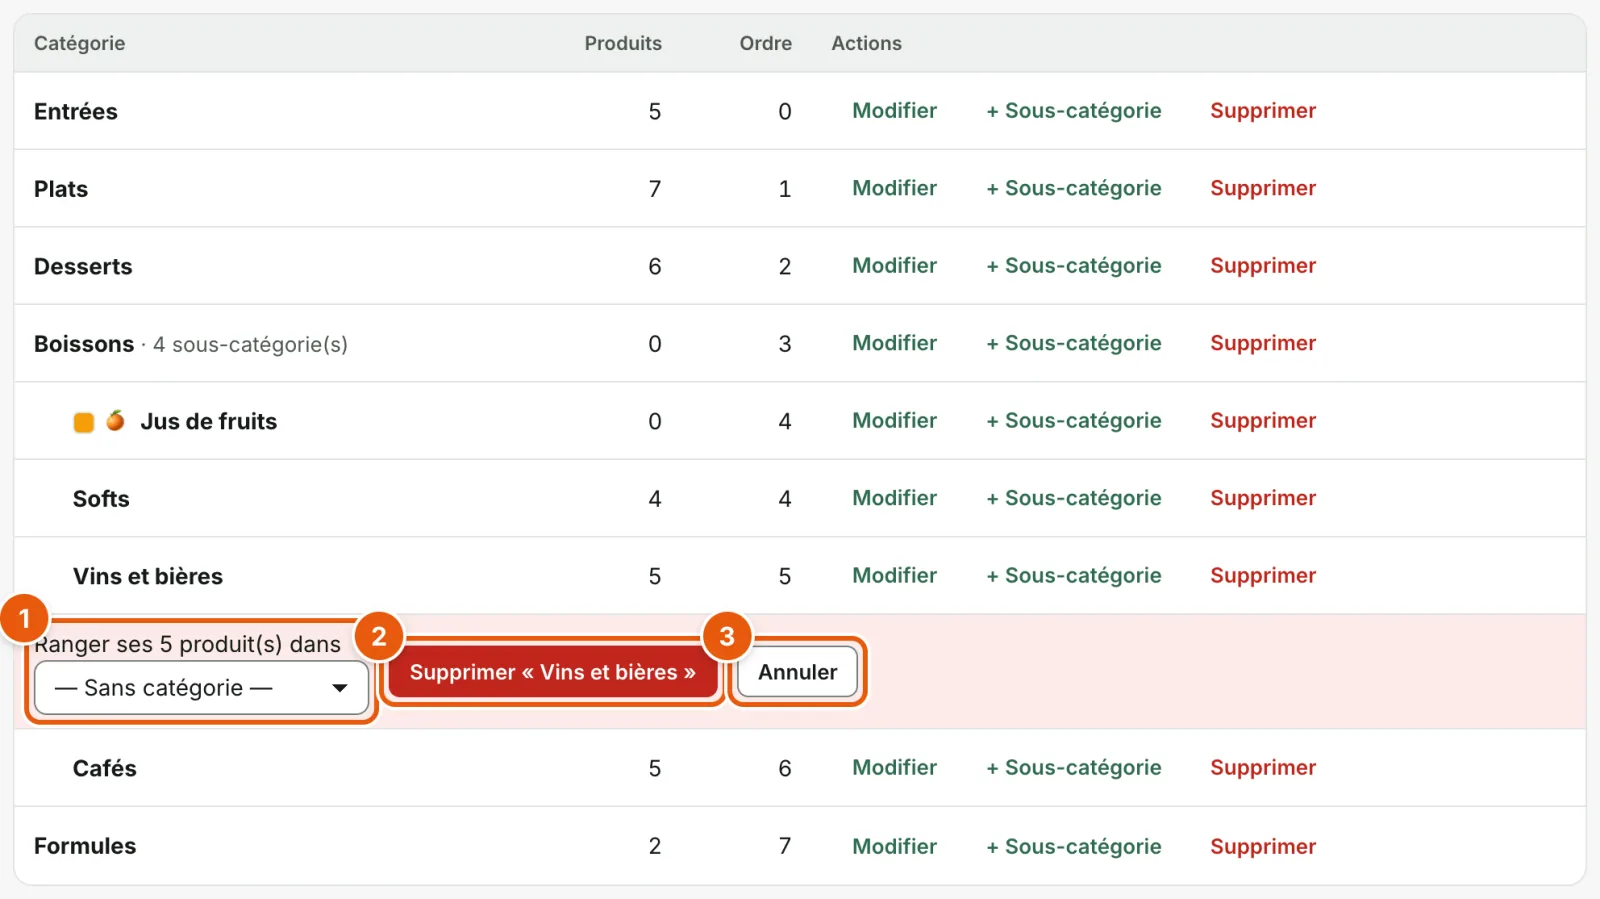 Catégorie Produits Ordre Actions
Entrées 5 0 Modifier + Sous-catégorie Supprimer
Plats 7 1 Modifier + Sous-catégorie Supprimer
Desserts 6 2 Modifier + Sous-catégorie Supprimer
Boissons · 4 sous-catégorie(s) 0 3 Modifier + Sous-catégorie Supprimer
Jus de fruits 0 4 Modifier + Sous-catégorie Supprimer
Softs 4 4 Modifier + Sous-catégorie Supprimer
Vins et bières 5 5 Modifier + Sous-catégorie Supprimer
1 2 3
Ranger ses 5 produit(s) dans
— Sans catégorie — Supprimer « Vins et bières » Annuler
Cafés 5 6 Modifier + Sous-catégorie Supprimer
Formules 2 7 Modifier + Sous-catégorie Supprimer